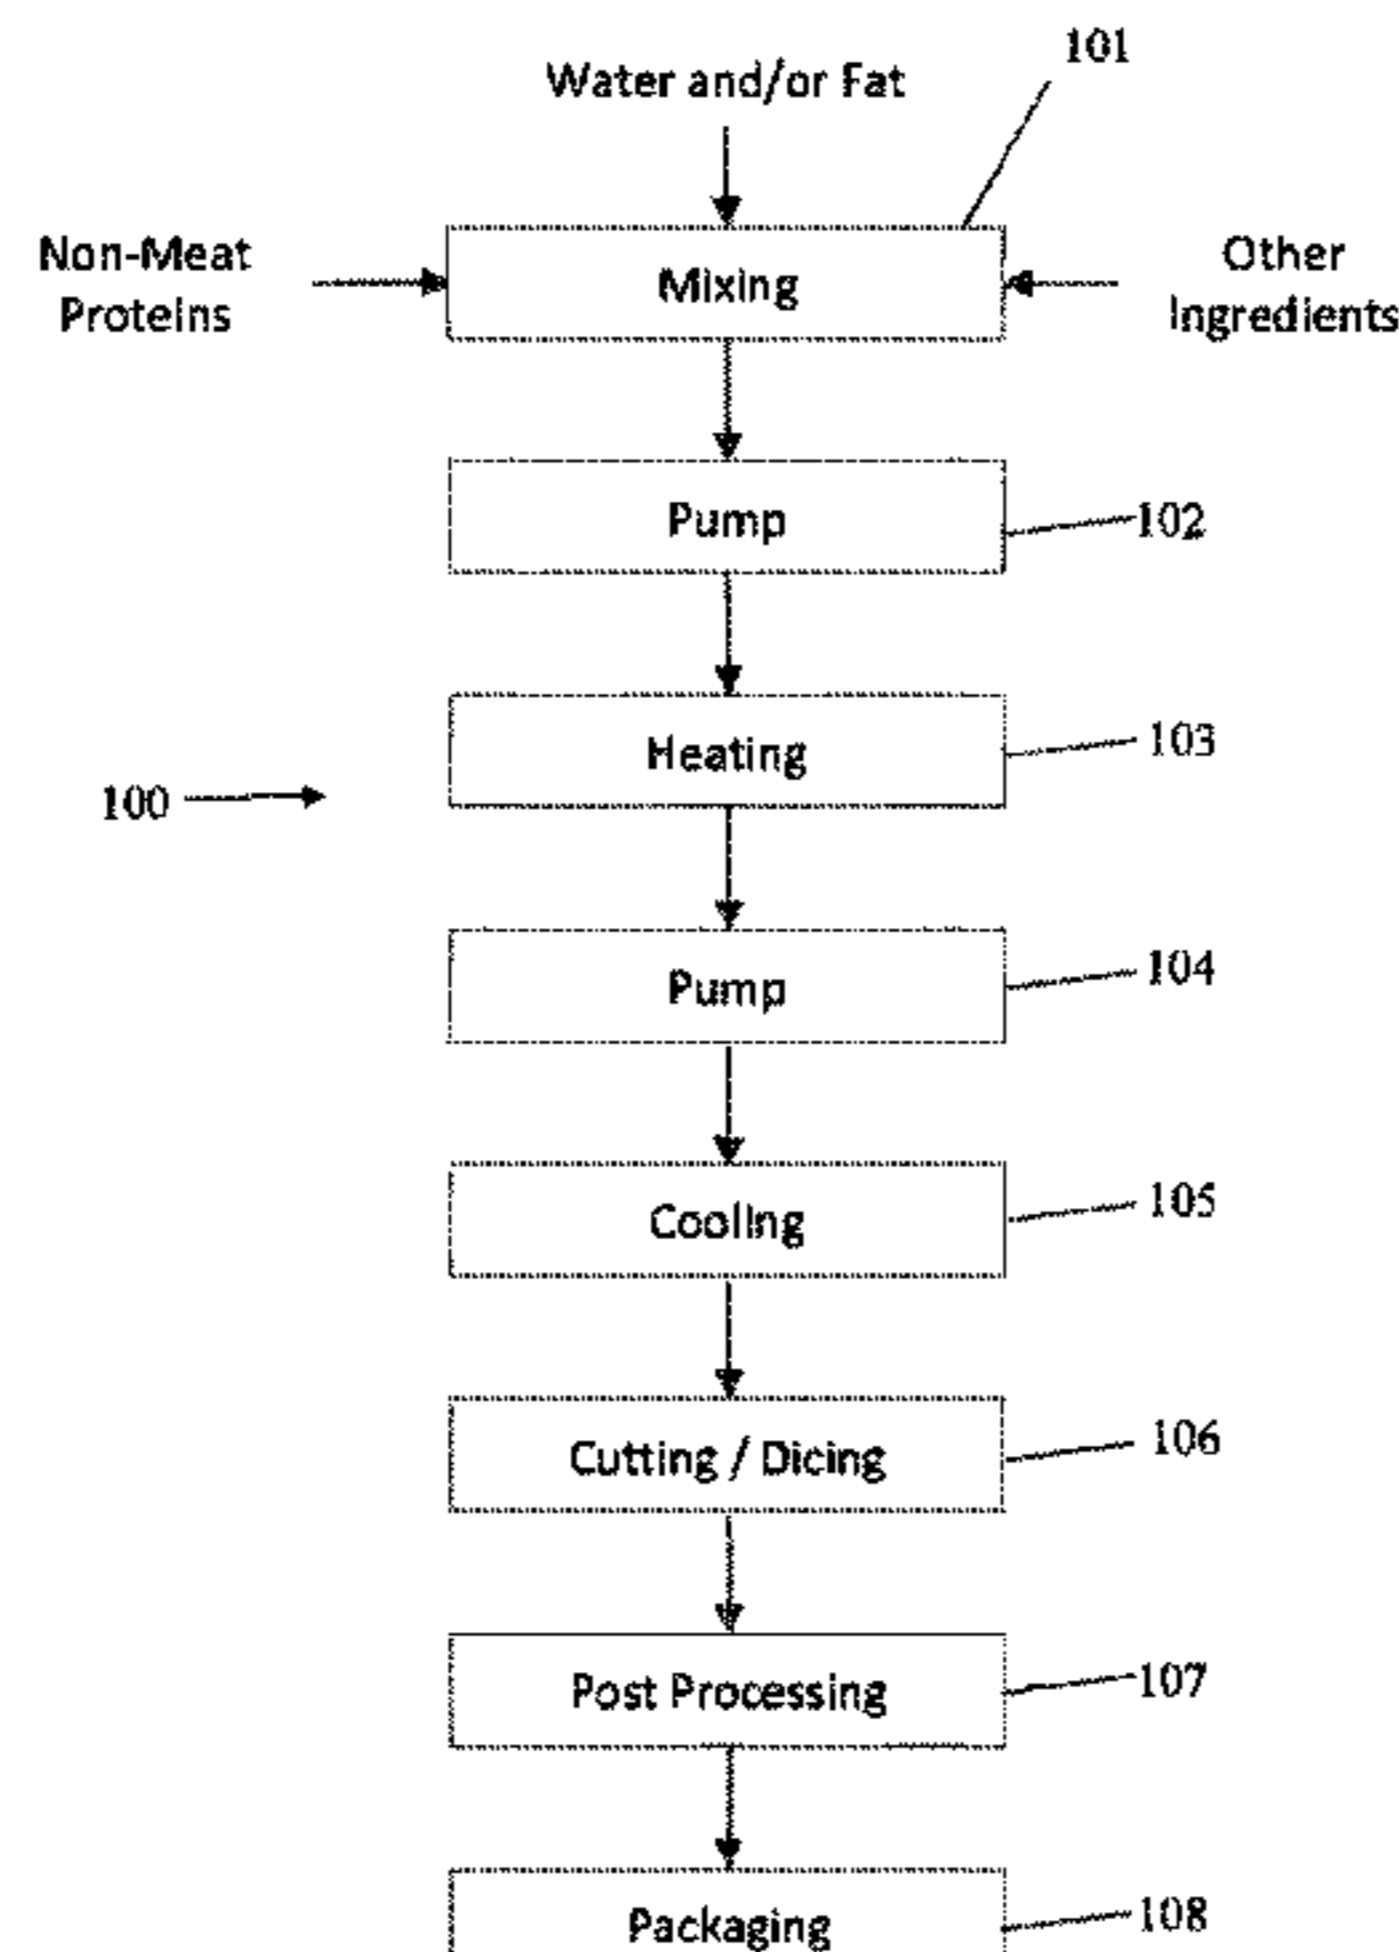 101
Water and/or Fat
Non-Meat
Proteins
Mixing
Other
Ingredients
Pump
102
Heating
103
100
Pump
104
Cooling
105
Cutting / Dicing
106
Post Processing
107
Packaging
108